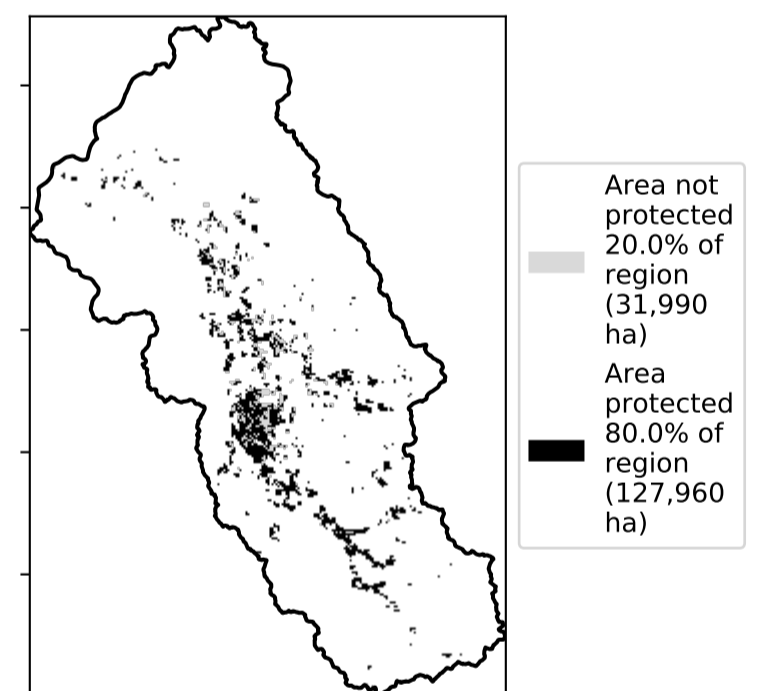 Area not
protected
20.0% of
region
(31,990
ha)
Area
protected
80.0% of
region
(127,960
ha)